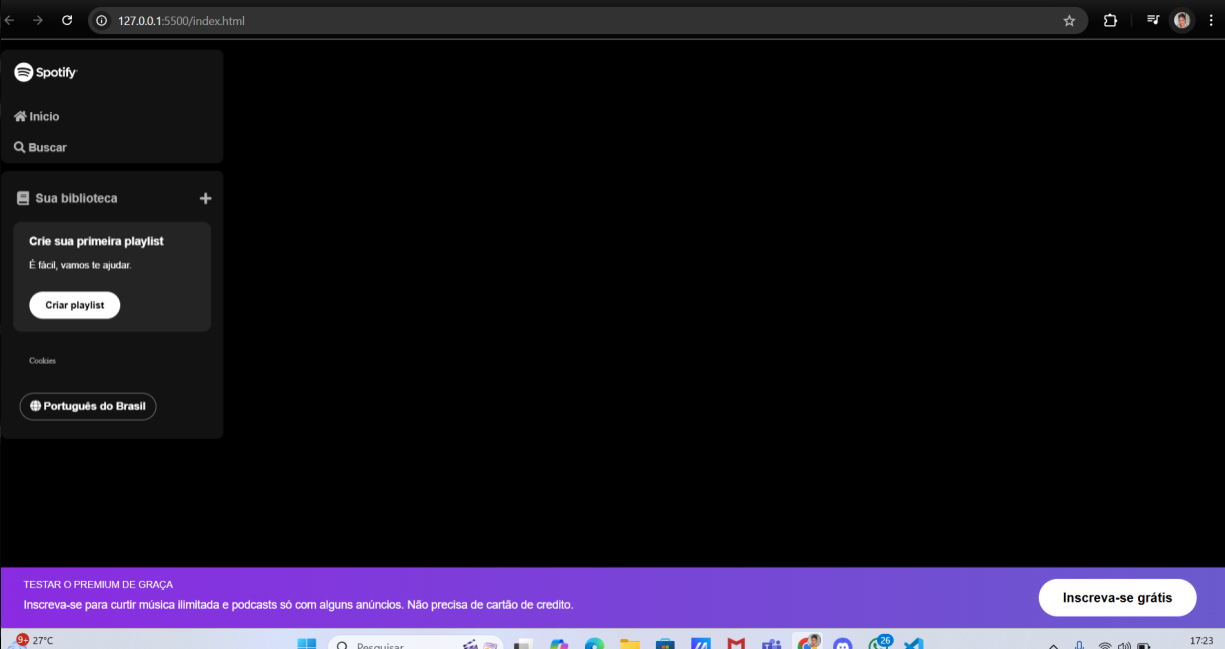 127.0.0.1:5500/index.html
Spotify
Início
Buscar
Sua biblioteca
Crie sua primeira playlist
É fácil, vamos te ajudar.
Criar playlist
Cookies
Português do Brasil
TESTAR O PREMIUM DE GRAÇA
Inscreva-se para curtir música ilimitada e podcasts só com alguns anúncios. Não precisa de cartão de credito.
Inscreva-se grátis
9+
27°C
Pesquisar
26
17:23